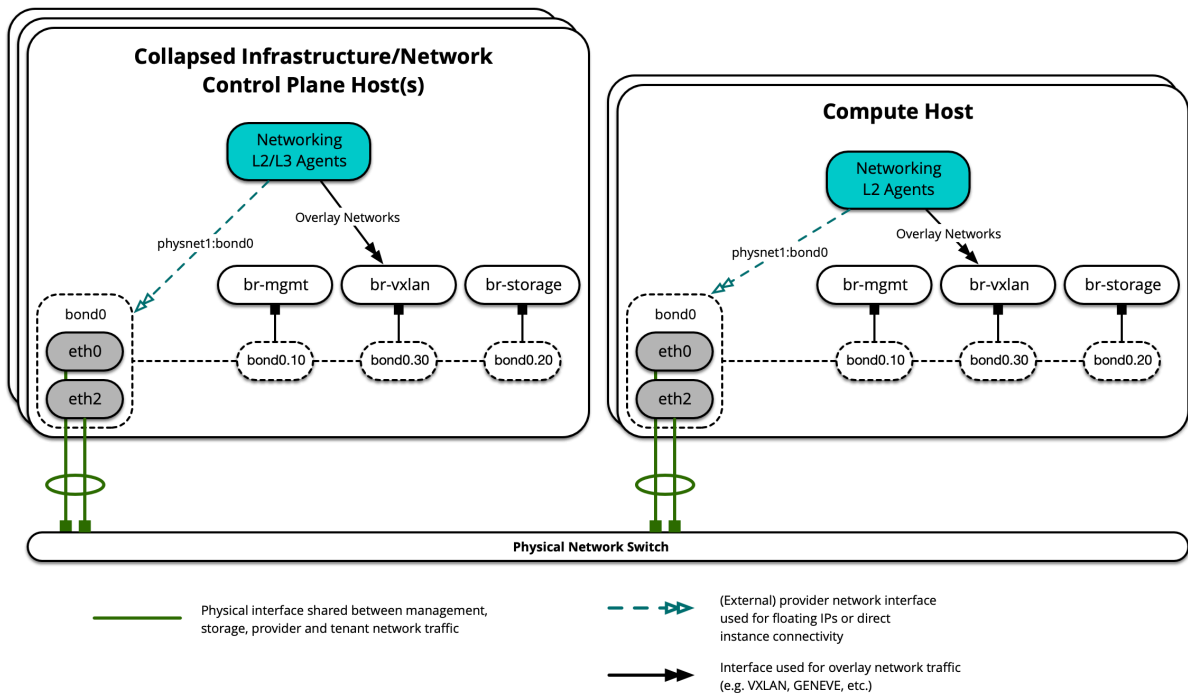 Collapsed Infrastructure/Network
Control Plane Host(s)
Networking
L2/L3 Agents
Overlay Networks
physnet1:bond0
br-mgmt
br-vxlan
br-storage
bond0
eth0
eth2
bond0.10
bond0.30
bond0.20
Compute Host
Networking
L2 Agents
Overlay Networks
physnet1:bond0
br-mgmt
br-vxlan
br-storage
bond0
eth0
eth2
bond0.10
bond0.30
bond0.20
Physical Network Switch
Physical interface shared between management,
storage, provider and tenant network traffic
(External) provider network interface
used for floating IPs or direct
instance connectivity
Interface used for overlay network traffic
(e.g. VXLAN, GENEVE, etc.)